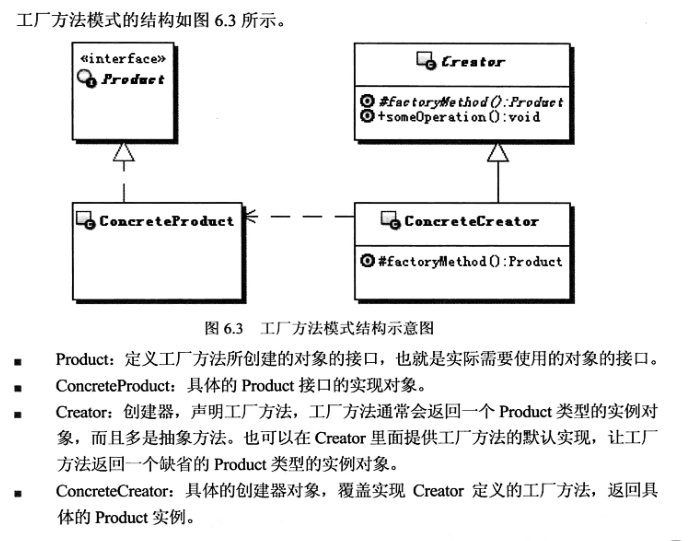 工厂方法模式的结构如图 6.3 所示。
«interface»
Product
Creator
#factoryMethod():Product
+someOperation():void
ConcreteProduct
ConcreteCreator
#factoryMethod():Product
图 6.3 工厂方法模式结构示意图
■ Product：定义工厂方法所创建的对象的接口，也就是实际需要使用的对象的接口。
■ ConcreteProduct：具体的 Product 接口的实现对象。
■ Creator：创建器，声明工厂方法，工厂方法通常会返回一个 Product 类型的实例对
象，而且多是抽象方法。也可以在 Creator 里面提供工厂方法的默认实现，让工厂
方法返回一个缺省的 Product 类型的实例对象。
■ ConcreteCreator：具体的创建器对象，覆盖实现 Creator 定义的工厂方法，返回具
体的 Product 实例。